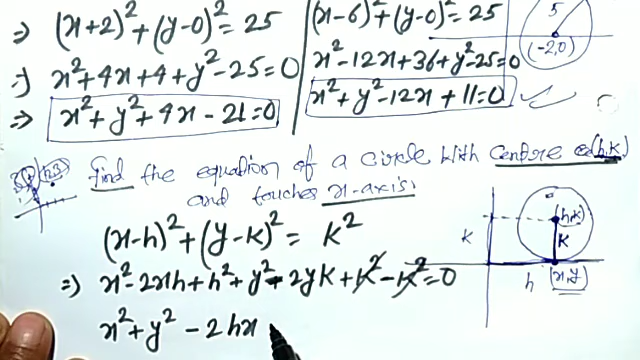 ⇒ (x+2)² + (y-0)² = 25
⇒ x² + 4x + 4 + y² - 25 = 0
⇒ x² + y² + 4x - 21 = 0
(x-6)² + (y-0)² = 25
x² - 12x + 36 + y² - 25 = 0
x² + y² - 12x + 11 = 0
5
(-2,0)
Find the equation of a circle with centre (h,k)
and touches x-axis.
(x-h)² + (y-k)² = k²
⇒ x² - 2xh + h² + y² - 2yk + k² - k² = 0
x² + y² - 2hx
(h,k)
k
k
h
(x,y)